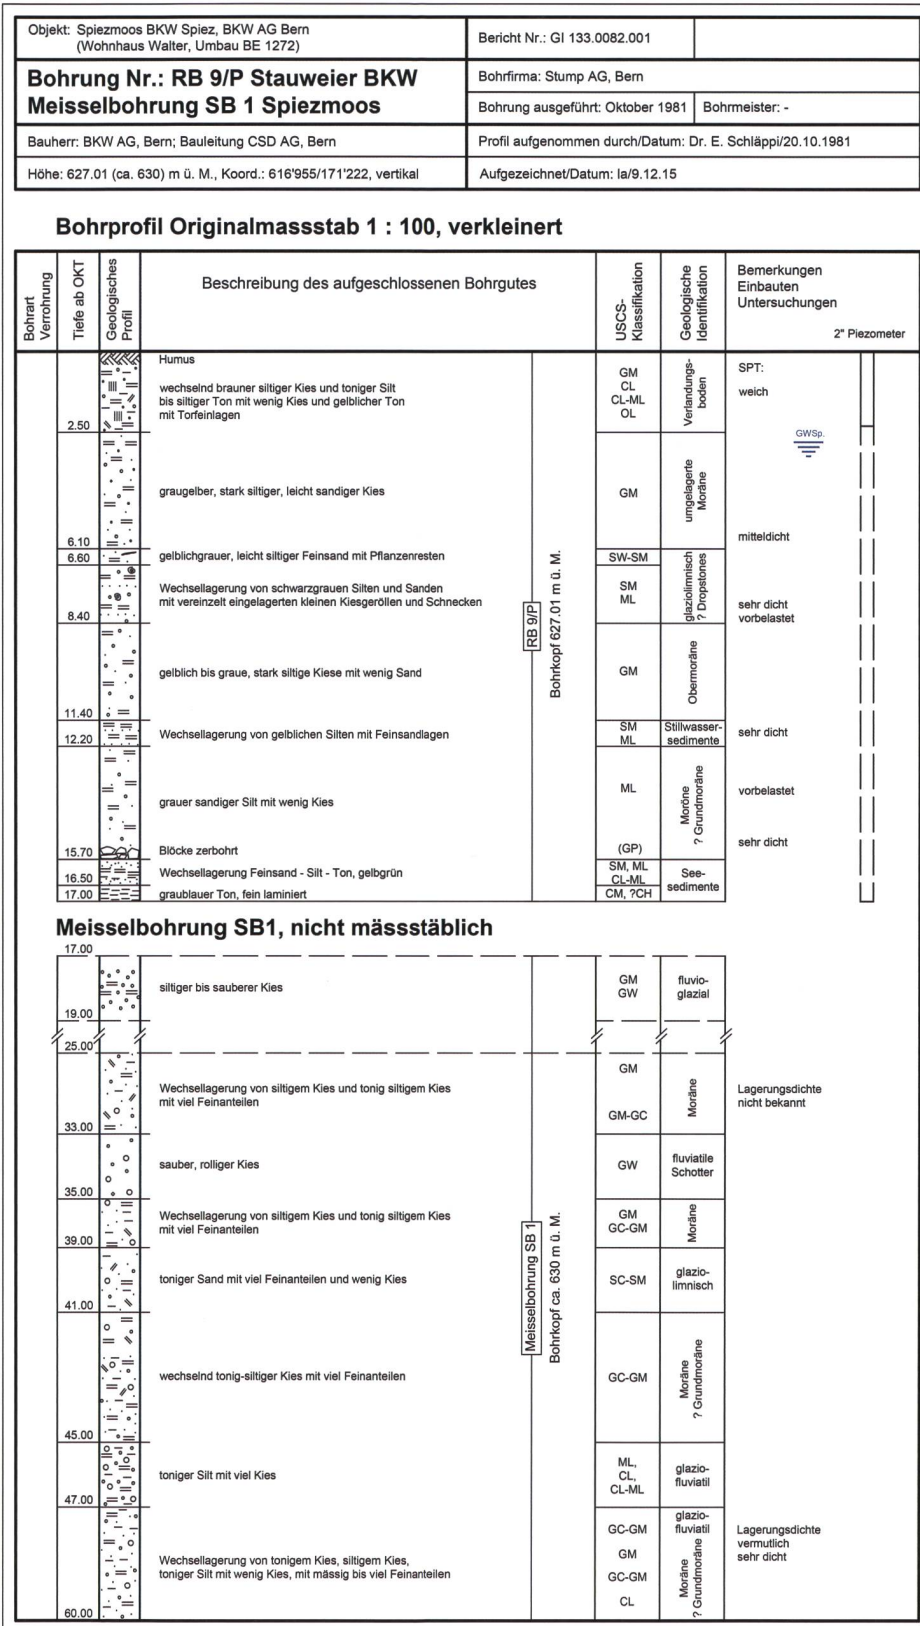 Objekt: Spiezmoos BKW Spiez, BKW AG Bern
(Wohnhaus Walter, Umbau BE 1272)
Bericht Nr.: GI 133.0082.001
Bohrung Nr.: RB 9/P Stauweier BKW
Meisselbohrung SB 1 Spiezmoos
Bohrfirma: Stump AG, Bern
Bohrung ausgeführt: Oktober 1981
Bohrmeister: -
Bauherr: BKW AG, Bern; Bauleitung CSD AG, Bern
Profil aufgenommen durch/Datum: Dr. E. Schläppi/20.10.1981
Höhe: 627.01 (ca. 630) m ü. M., Koord.: 616'955/171'222, vertikal
Aufgezeichnet/Datum: la/9.12.15
Bohrprofil Originalmassstab 1 : 100, verkleinert
Bohrart
Verrohrung
Tiefe ab OKT
Geologisches
Profil
Beschreibung des aufgeschlossenen Bohrgutes
USCS-
Klassifikation
Geologische
Identifikation
Bemerkungen
Einbauten
Untersuchungen
2" Piezometer
Humus
wechselnd brauner siltiger Kies und toniger Silt
bis siltiger Ton mit wenig Kies und gelblicher Ton
mit Torfeinlagen
GM
CL
CL-ML
OL
Verlandungs-
boden
SPT:
weich
2.50
GWSp.
graugelber, stark siltiger, leicht sandiger Kies
GM
umgelagerte
Moräne
mitteldicht
6.10
gelblichgrauer, leicht siltiger Feinsand mit Pflanzenresten
SW-SM
6.60
Wechsellagerung von schwarzgrauen Silten und Sanden
mit vereinzelt eingelagerten kleinen Kiesgeröllen und Schnecken
SM
ML
glaziolimnisch
? Dropstones
sehr dicht
vorbelastet
8.40
RB 9/P
Bohrkopf 627.01 m ü. M.
gelblich bis graue, stark siltige Kiese mit wenig Sand
GM
Obermoräne
11.40
Wechsellagerung von gelblichen Silten mit Feinsandlagen
SM
ML
Stillwasser-
sedimente
sehr dicht
12.20
grauer sandiger Silt mit wenig Kies
ML
Moröne
? Grundmoräne
vorbelastet
sehr dicht
Blöcke zerbohrt
(GP)
15.70
Wechsellagerung Feinsand - Silt - Ton, gelbgrün
SM, ML
CL-ML
See-
sedimente
16.50
graublauer Ton, fein laminiert
CM, ?CH
17.00
Meisselbohrung SB1, nicht mässstäblich
17.00
siltiger bis sauberer Kies
GM
GW
fluvio-
glazial
19.00
25.00
Wechsellagerung von siltigem Kies und tonig siltigem Kies
mit viel Feinanteilen
GM
GM-GC
Moräne
Lagerungsdichte
nicht bekannt
33.00
sauber, rolliger Kies
GW
fluviatile
Schotter
35.00
Wechsellagerung von siltigem Kies und tonig siltigem Kies
mit viel Feinanteilen
GM
GC-GM
Moräne
39.00
Meisselbohrung SB 1
Bohrkopf ca. 630 m ü. M.
toniger Sand mit viel Feinanteilen und wenig Kies
SC-SM
glazio-
limnisch
41.00
wechselnd tonig-siltiger Kies mit viel Feinanteilen
GC-GM
Moräne
? Grundmoräne
45.00
toniger Silt mit viel Kies
ML,
CL,
CL-ML
glazio-
fluviatil
47.00
Wechsellagerung von tonigem Kies, siltigem Kies,
toniger Silt mit wenig Kies, mit mässig bis viel Feinanteilen
GC-GM
GM
GC-GM
CL
glazio-
fluviatil
Moräne
? Grundmoräne
Lagerungsdichte
vermutlich
sehr dicht
60.00